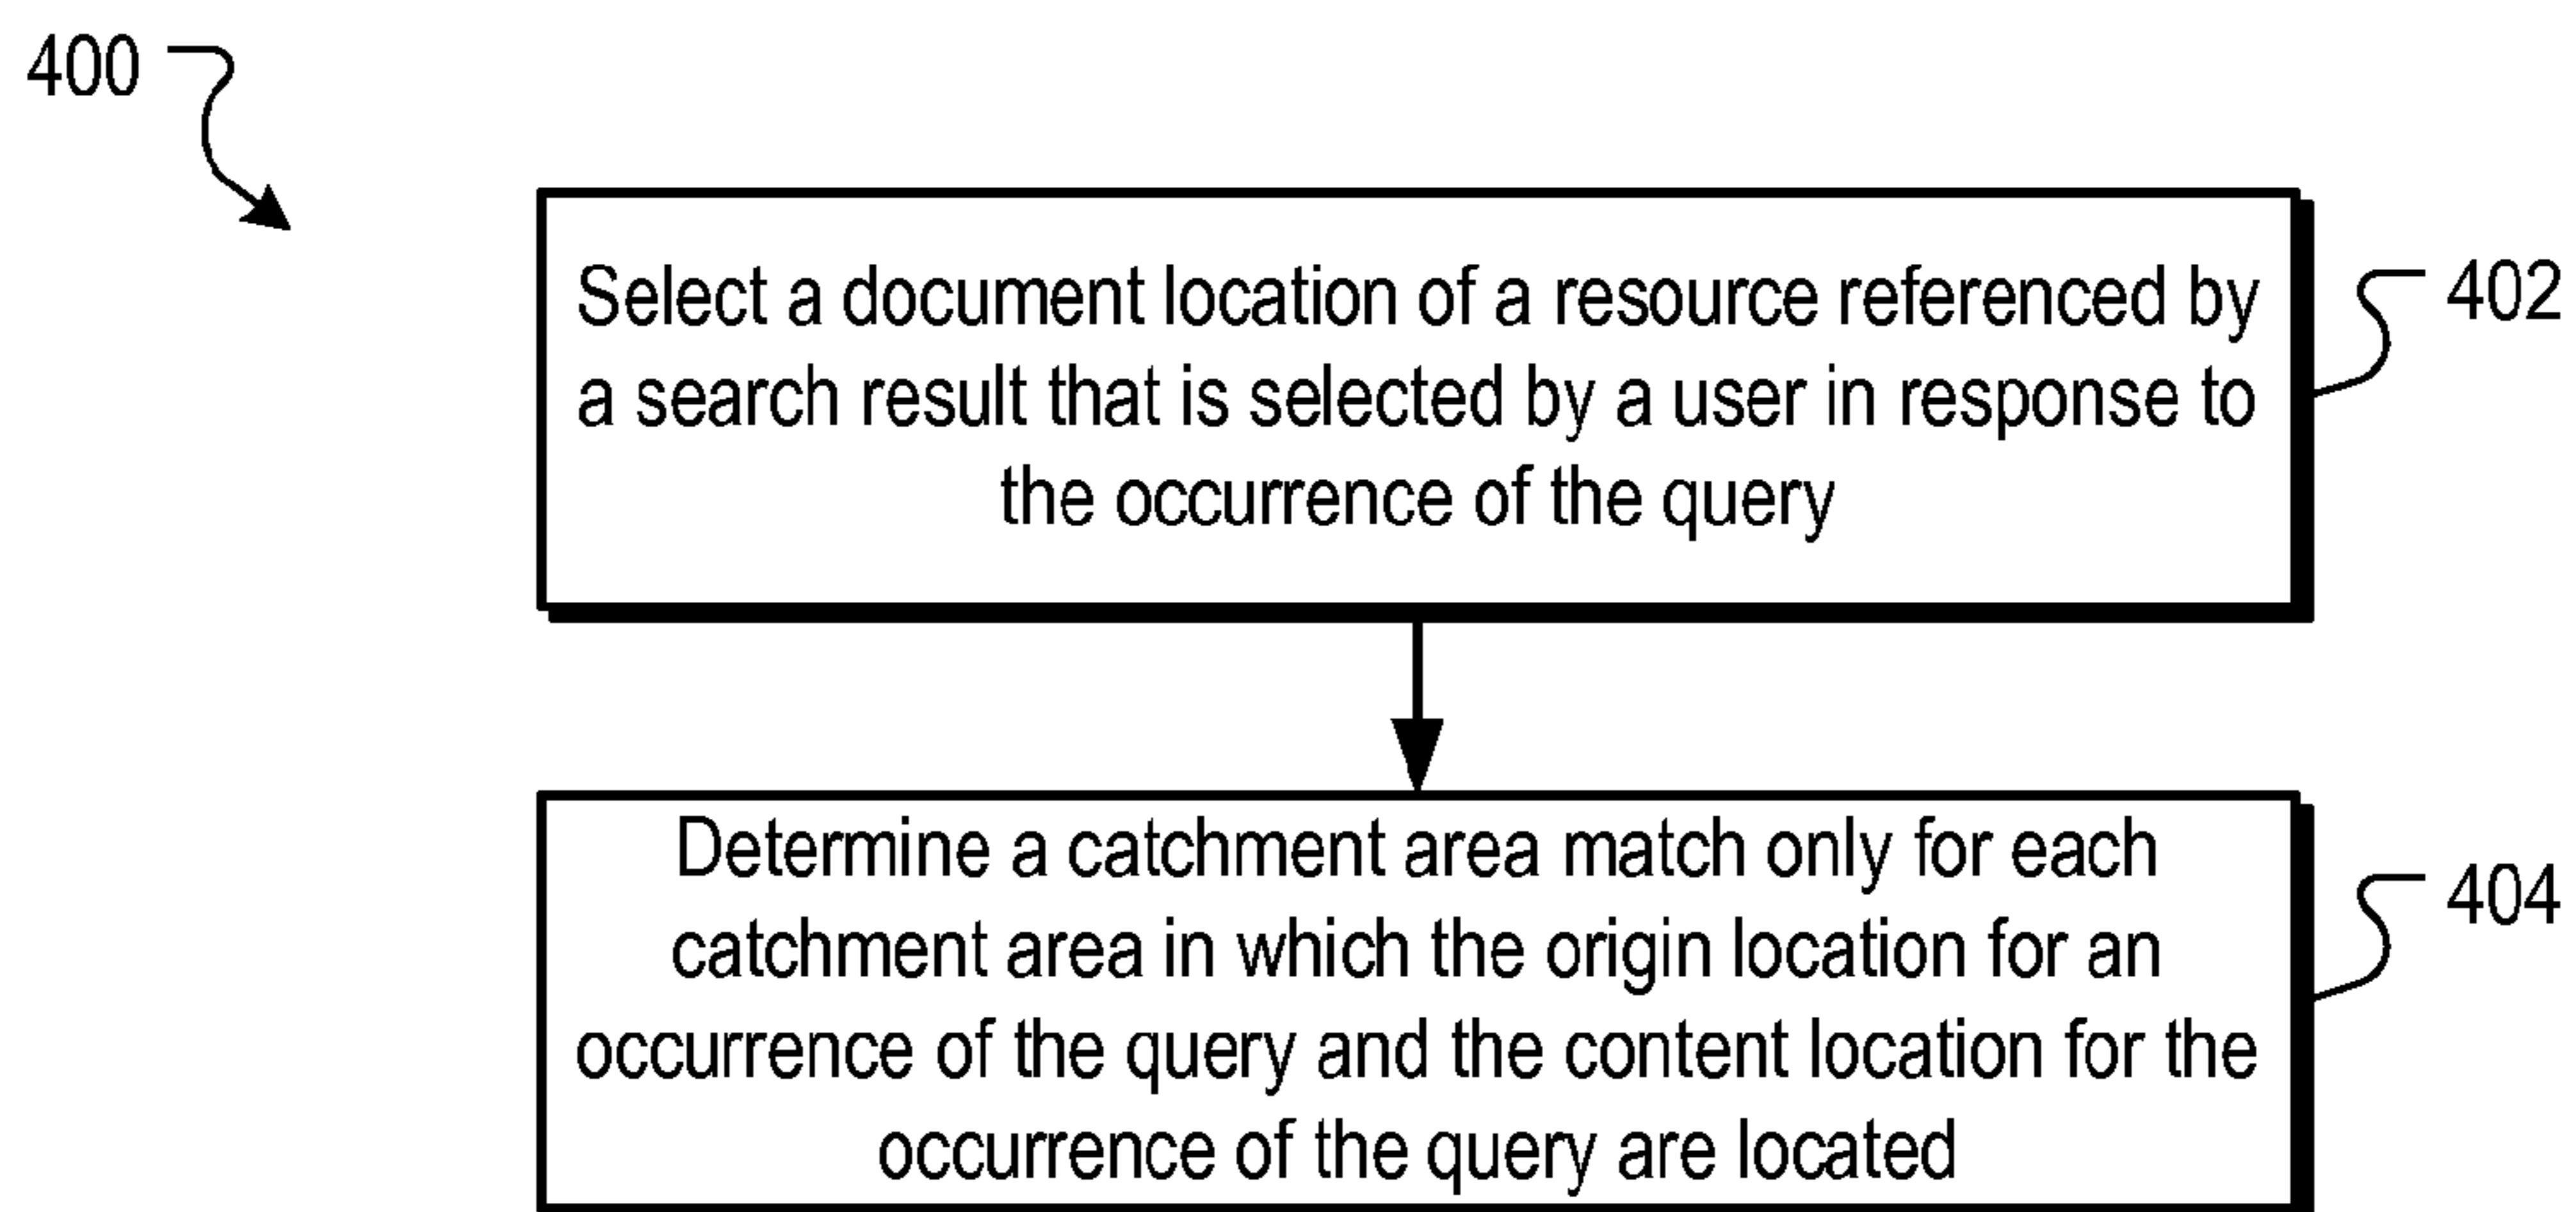 400
Select a document location of a resource referenced by
a search result that is selected by a user in response to
the occurrence of the query
402
Determine a catchment area match only for each
catchment area in which the origin location for an
occurrence of the query and the content location for the
occurrence of the query are located
404